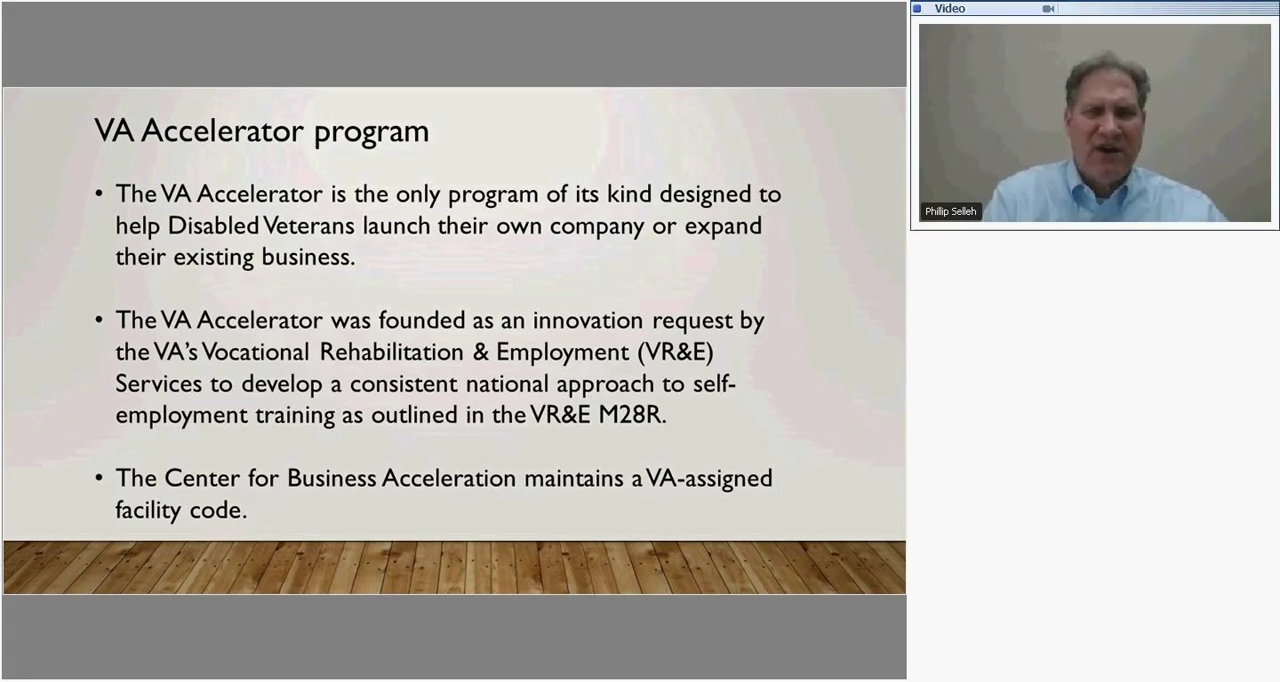 VA Accelerator program
• The VA Accelerator is the only program of its kind designed to
help Disabled Veterans launch their own company or expand
their existing business.
• The VA Accelerator was founded as an innovation request by
the VA's Vocational Rehabilitation & Employment (VR&E)
Services to develop a consistent national approach to self-
employment training as outlined in the VR&E M28R.
• The Center for Business Acceleration maintains a VA-assigned
facility code.
Video
Phillip Selleh